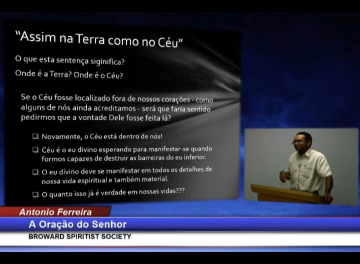 “Assim na Terra como no Céu”
O que esta sentença siginifica?
Onde é a Terra? Onde é o Céu?
Se o Céu fosse localizado fora de nossos corações - como
alguns de nós ainda acreditamos - será que faria sentido
pedirmos que a vontade Dele fosse feita lá?
Novamente, o Céu está dentro de nós!
Céu é o eu divino esperando para manifestar-se quando
formos capazes de destruir as barreiras do eu inferior.
O eu divino deve se manifestar em todos os detalhes de
nossa vida espiritual e também material.
O quanto isso já é verdade em nossas vidas???
Antonio Ferreira
A Oração do Senhor
BROWARD SPIRITIST SOCIETY